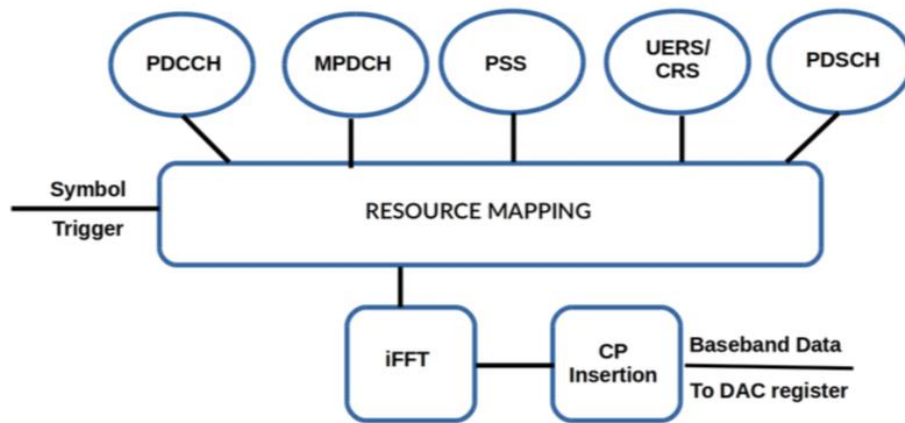 PDCCH
MPDCH
PSS
UERS/
CRS
PDSCH
Symbol
Trigger
RESOURCE MAPPING
iFFT
CP
Insertion
Baseband Data
To DAC register